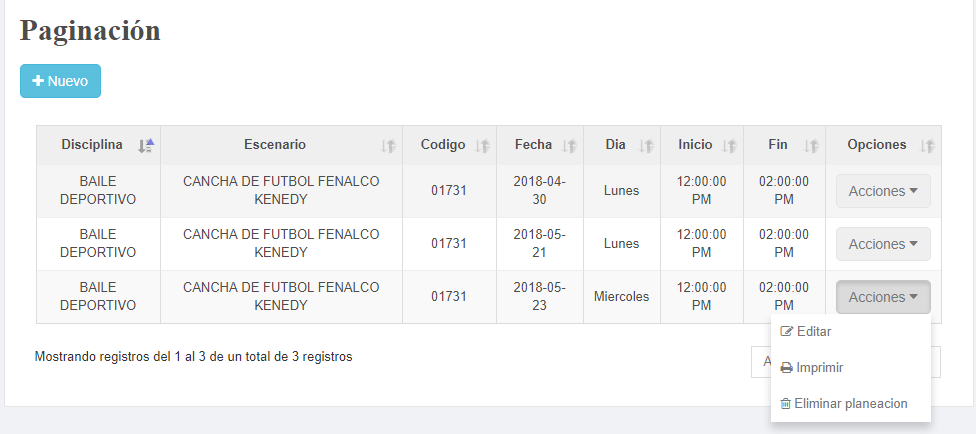 Paginación
Nuevo
Disciplina Escenario Codigo Fecha Dia Inicio Fin Opciones
BAILE DEPORTIVO CANCHA DE FUTBOL FENALCO KENEDY 01731 2018-04-30 Lunes 12:00:00 PM 02:00:00 PM Acciones
BAILE DEPORTIVO CANCHA DE FUTBOL FENALCO KENEDY 01731 2018-05-21 Lunes 12:00:00 PM 02:00:00 PM Acciones
BAILE DEPORTIVO CANCHA DE FUTBOL FENALCO KENEDY 01731 2018-05-23 Miercoles 12:00:00 PM 02:00:00 PM Acciones
Editar
Mostrando registros del 1 al 3 de un total de 3 registros
Imprimir
Eliminar planeacion